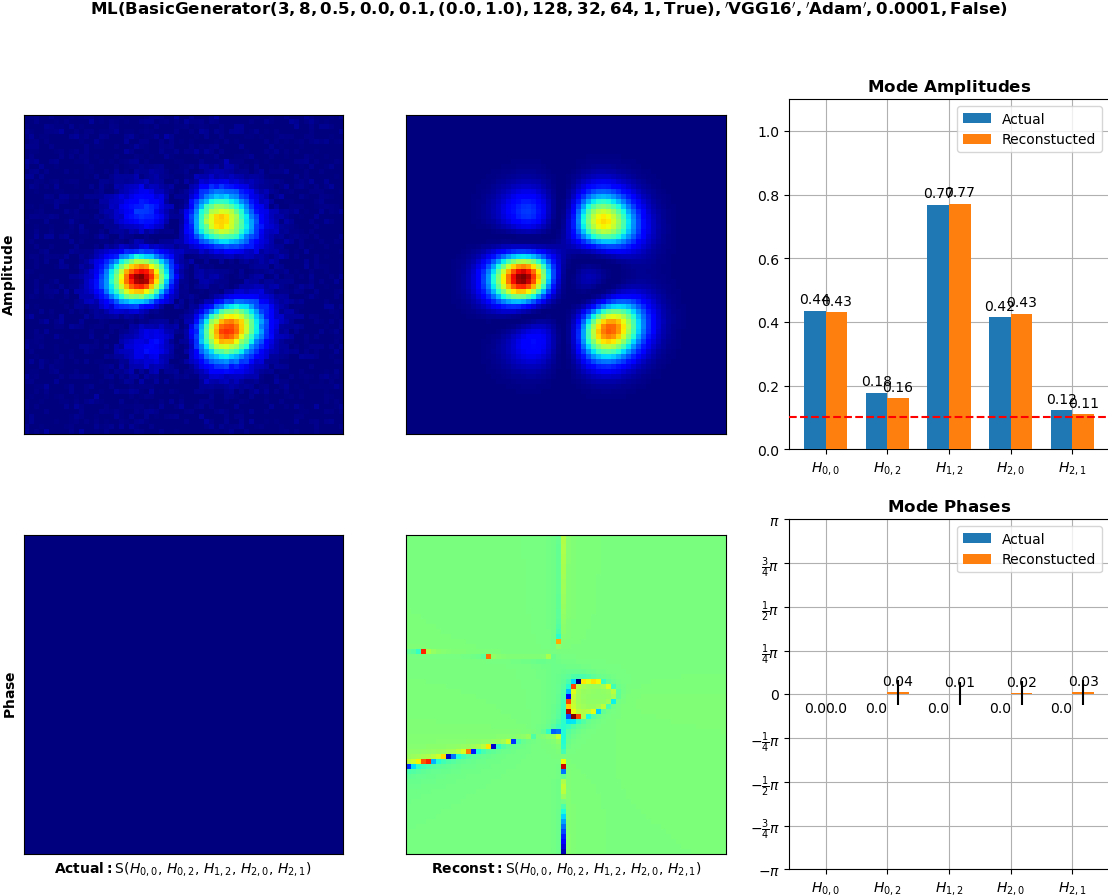 ML(BasicGenerator(3, 8, 0.5, 0.0, 0.1, (0.0, 1.0), 128, 32, 64, 1, True), ′VGG16′, ′Adam′, 0.0001, False)
Amplitude
Mode Amplitudes
Actual
Reconstucted
1.0
0.8
0.6
0.4
0.2
0.0
0.44 0.43
0.18 0.16
0.77 0.77
0.42 0.43
0.12 0.11
H0,0 H0,2 H1,2 H2,0 H2,1
Phase
Actual: S(H0,0, H0,2, H1,2, H2,0, H2,1)
Reconst: S(H0,0, H0,2, H1,2, H2,0, H2,1)
Mode Phases
Actual
Reconstucted
π
3/4π
1/2π
1/4π
0
−1/4π
−1/2π
−3/4π
−π
0.04 0.01 0.02 0.03
0.00.0 0.0 0.0 0.0 0.0
H0,0 H0,2 H1,2 H2,0 H2,1